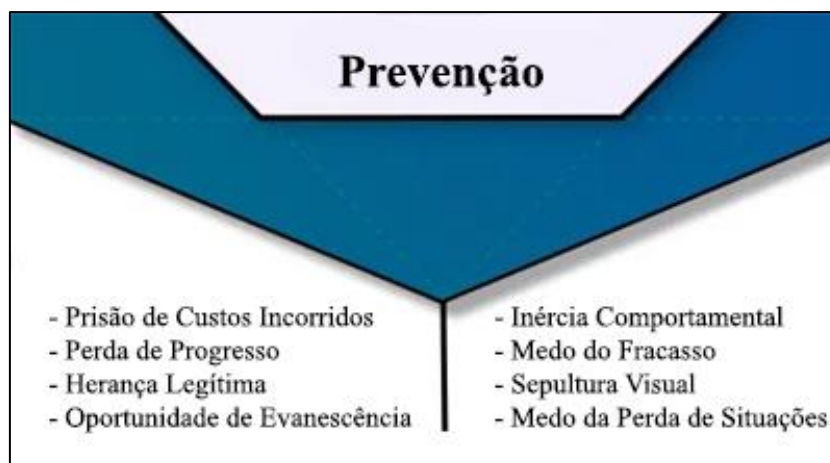 Prevenção
- Prisão de Custos Incorridos
- Perda de Progresso
- Herança Legítima
- Oportunidade de Evanescência
- Inércia Comportamental
- Medo do Fracasso
- Sepultura Visual
- Medo da Perda de Situações